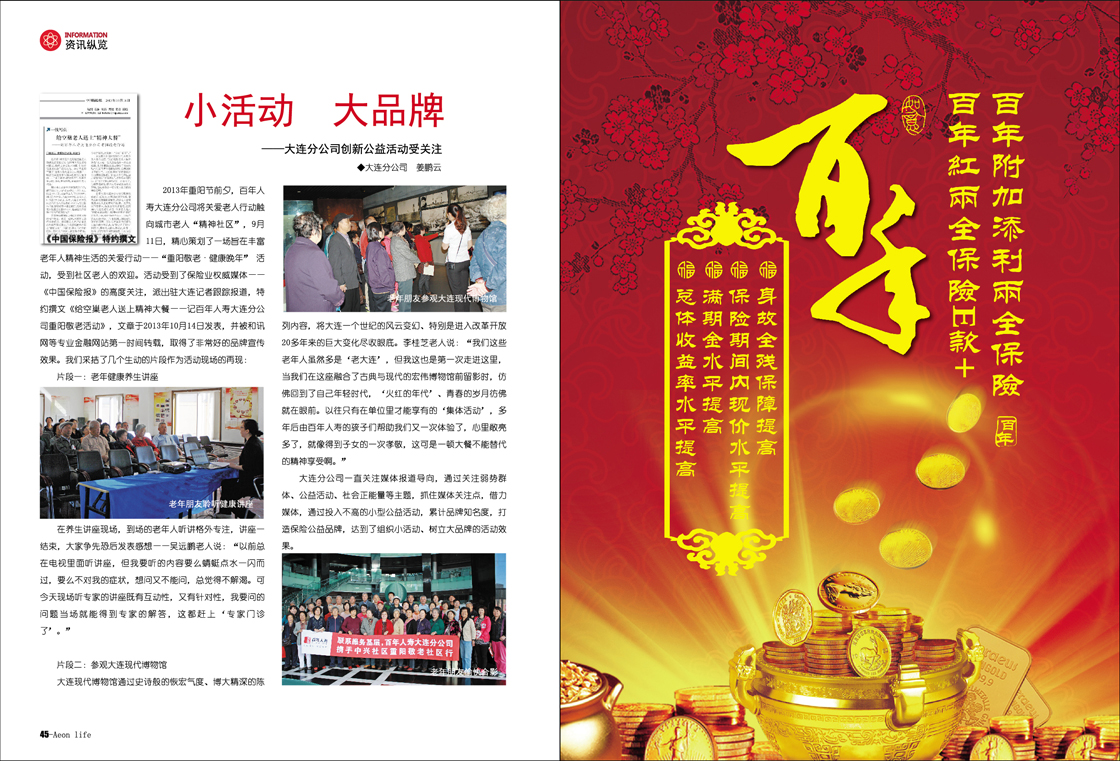 INFORMATION
资讯纵览
小活动　大品牌
——大连分公司创新公益活动受关注
◆大连分公司　姜鹏云
给空巢老人送上“精神大餐”
《中国保险报》特约撰文
2013年重阳节前夕，百年人
寿大连分公司将关爱老人行动触
向城市老人“精神社区”，9月
11日，精心策划了一场旨在丰富
老年人精神生活的关爱行动——“重阳敬老·健康晚年” 活
动，受到社区老人的欢迎。活动受到了保险业权威媒体——
《中国保险报》的高度关注，派出驻大连记者跟踪报道，特
约撰文《给空巢老人送上精神大餐——记百年人寿大连分公
司重阳敬老活动》，文章于2013年10月14日发表，并被和讯
网等专业金融网站第一时间转载，取得了非常好的品牌宣传
效果。我们采撷了几个生动的片段作为活动现场的再现：
片段一：老年健康养生讲座
老年朋友聆听健康讲座
在养生讲座现场，到场的老年人听讲格外专注，讲座一
结束，大家争先恐后发表感想——吴远鹏老人说：“以前总
在电视里面听讲座，但我要听的内容要么蜻蜓点水一闪而
过，要么不对我的症状，想问又不能问，总觉得不解渴。可
今天现场听专家的讲座既有互动性，又有针对性，我要问的
问题当场就能得到专家的解答，这都赶上‘专家门诊
了’。”
片段二：参观大连现代博物馆
大连现代博物馆通过史诗般的恢宏气度、博大精深的陈
老年朋友参观大连现代博物馆
列内容，将大连一个世纪的风云变幻、特别是进入改革开放
20多年来的巨大变化尽收眼底。李桂芝老人说：“我们这些
老年人虽然多是‘老大连’，但我这也是第一次走进这里，
当我们在这座融合了古典与现代的宏伟博物馆前留影时，仿
佛回到了自己年轻时代，‘火红的年代’、青春的岁月仿佛
就在眼前。以往只有在单位里才能享有的‘集体活动’，多
年后由百年人寿的孩子们帮助我们又一次体验了，心里敞亮
多了，就像得到子女的一次孝敬，这可是一顿大餐不能替代
的精神享受啊。”
大连分公司一直关注媒体报道导向，通过关注弱势群
体、公益活动、社会正能量等主题，抓住媒体关注点，借力
媒体，通过投入不高的小型公益活动，累计品牌知名度，打
造保险公益品牌，达到了组织小活动、树立大品牌的活动效
果。
百年人寿
联系服务基层，百年人寿大连分公司
携手中兴社区重阳敬老社区行
老年朋友愉快合影
45-Aeon life
百年附加添利兩全保險
百年
百年紅兩全保險E款+
如意
百年
福 身故全残保障提高
福 保险期间内现价水平提高
福 满期金水平提高
福 总体收益率水平提高